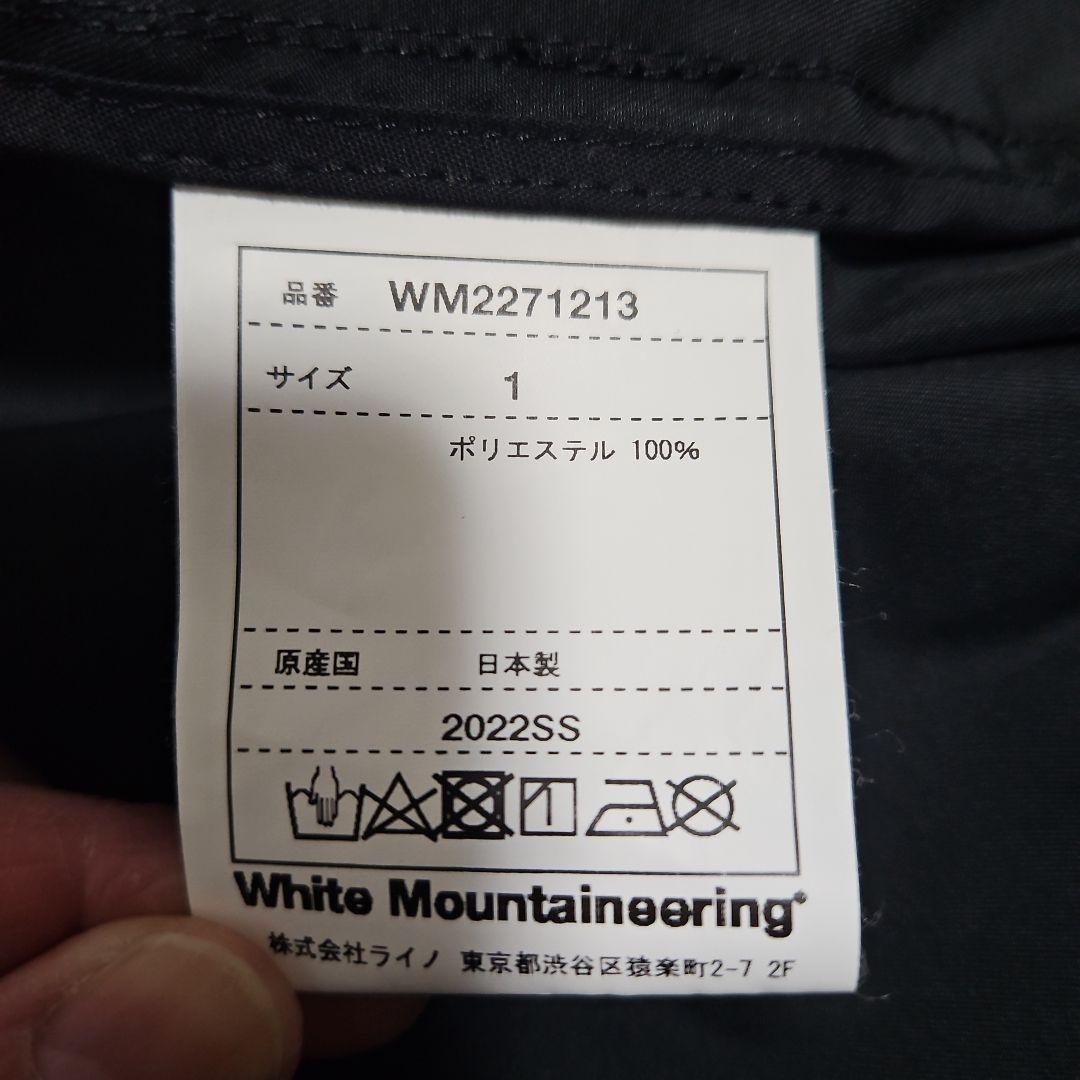 品番 WM2271213
サイズ 1
ポリエステル 100%
原産国 日本製
2022SS
White Mountaineering®
株式会社ライノ 東京都渋谷区猿楽町2-7 2F